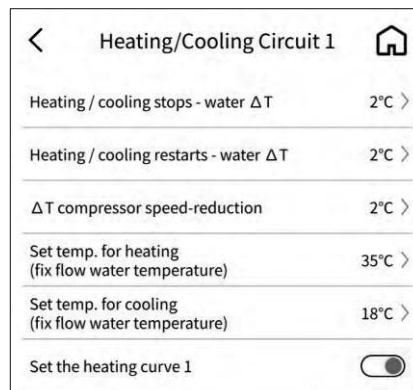 Heating/Cooling Circuit 1
Heating / cooling stops - water ΔT 2°C
Heating / cooling restarts - water ΔT 2°C
ΔT compressor speed-reduction 2°C
Set temp. for heating
(fix flow water temperature) 35°C
Set temp. for cooling
(fix flow water temperature) 18°C
Set the heating curve 1